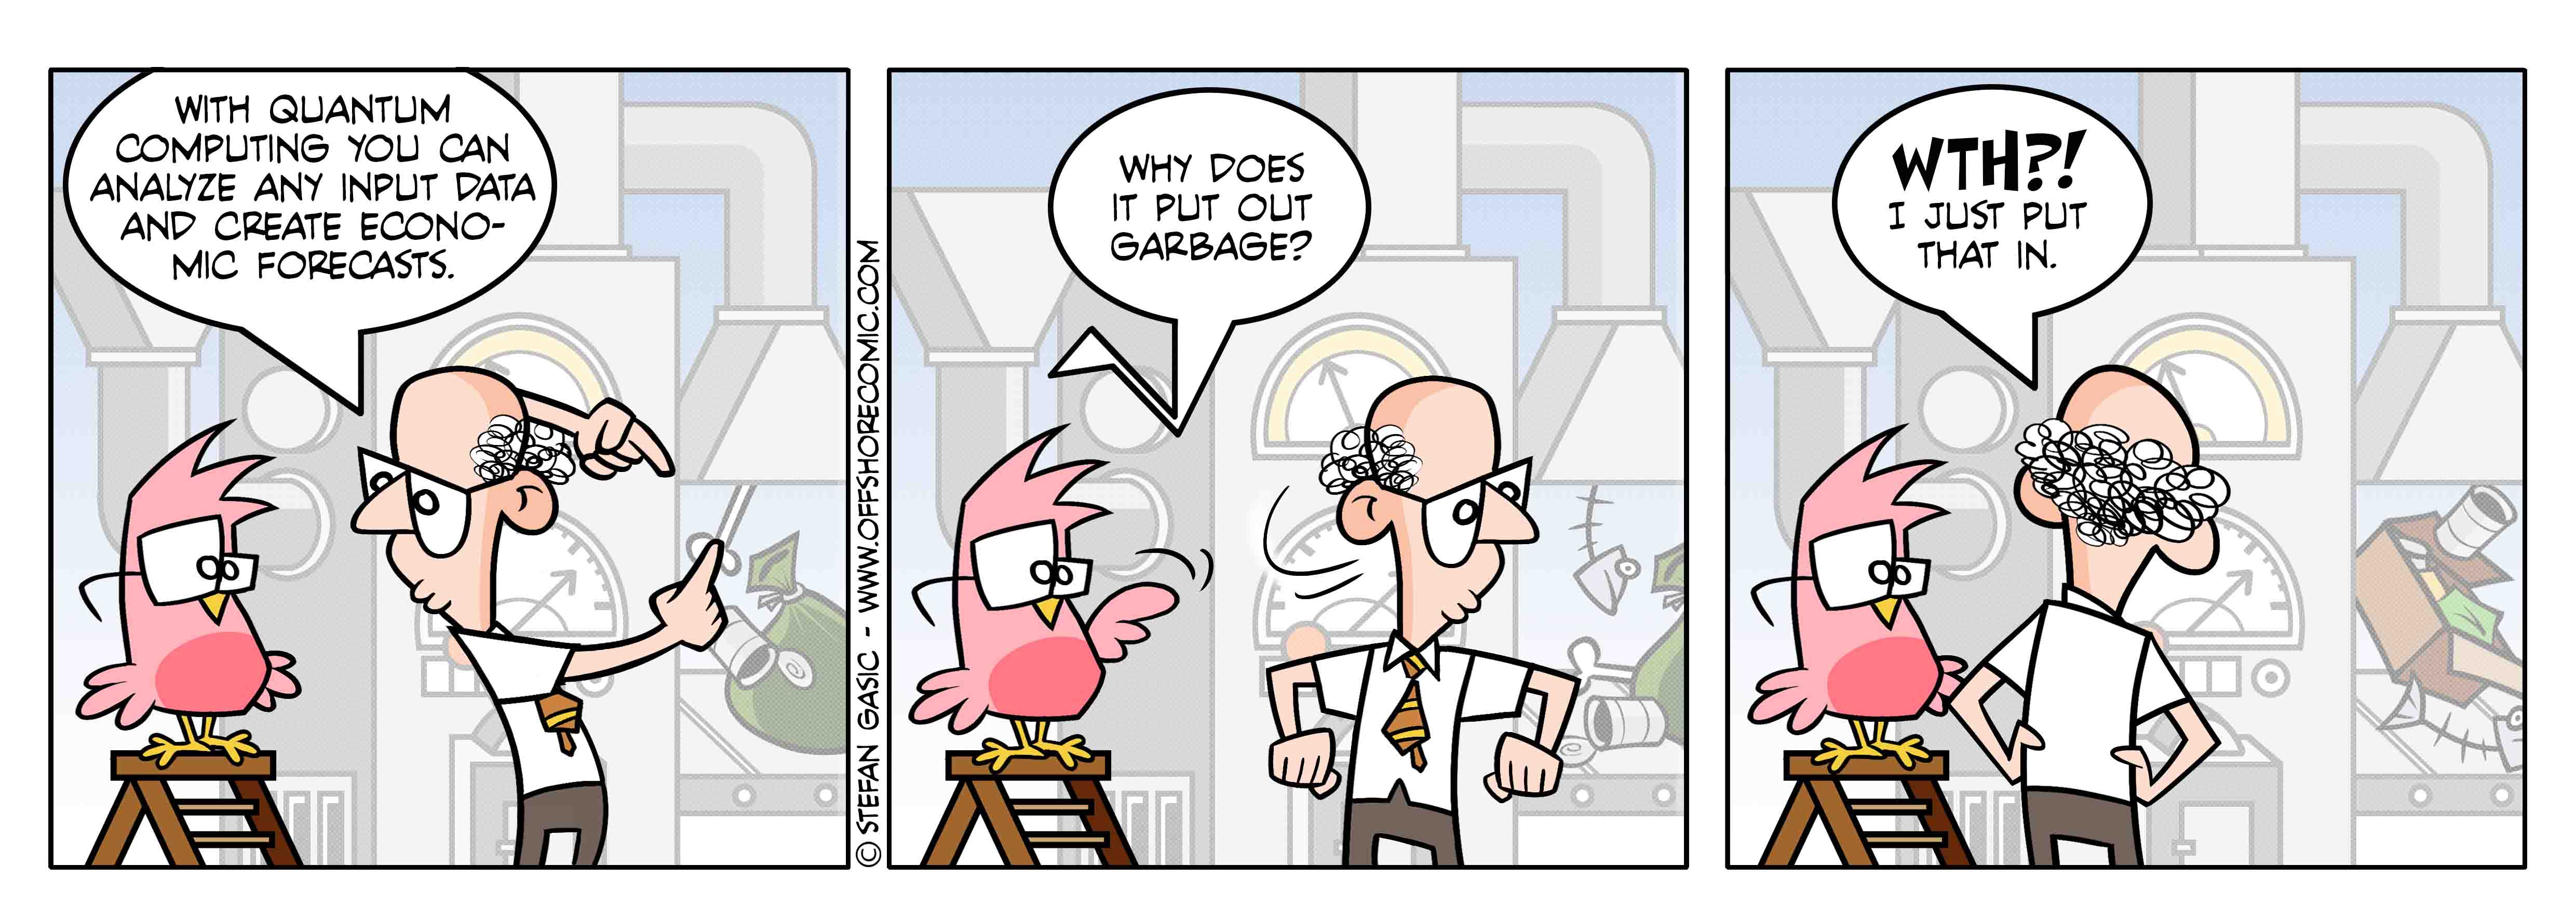 WITH QUANTUM
COMPUTING YOU CAN
ANALYZE ANY INPUT DATA
AND CREATE ECONO-
MIC FORECASTS.
© STEFAN GASIC - WWW.OFFSHORECOMIC.COM
WHY DOES
IT PUT OUT
GARBAGE?
WTH?!
I JUST PUT
THAT IN.